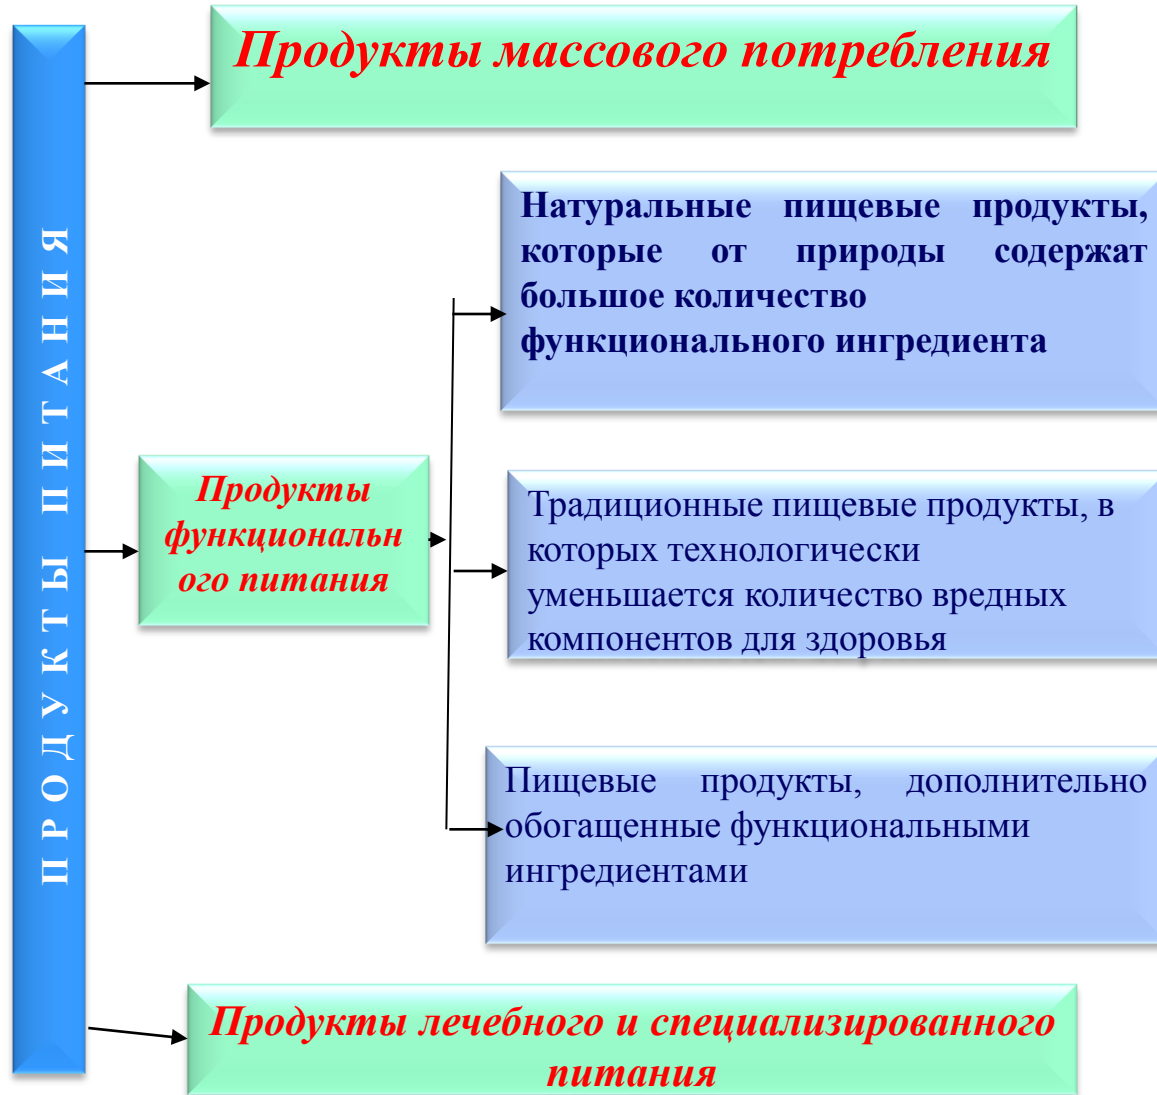 ПРОДУКТЫ ПИТАНИЯ
Продукты массового потребления
Натуральные пищевые продукты,
которые от природы содержат
большое количество
функционального ингредиента
Продукты
функциональн
ого питания
Традиционные пищевые продукты, в
которых технологически
уменьшается количество вредных
компонентов для здоровья
Пищевые продукты, дополнительно
обогащенные функциональными
ингредиентами
Продукты лечебного и специализированного
питания